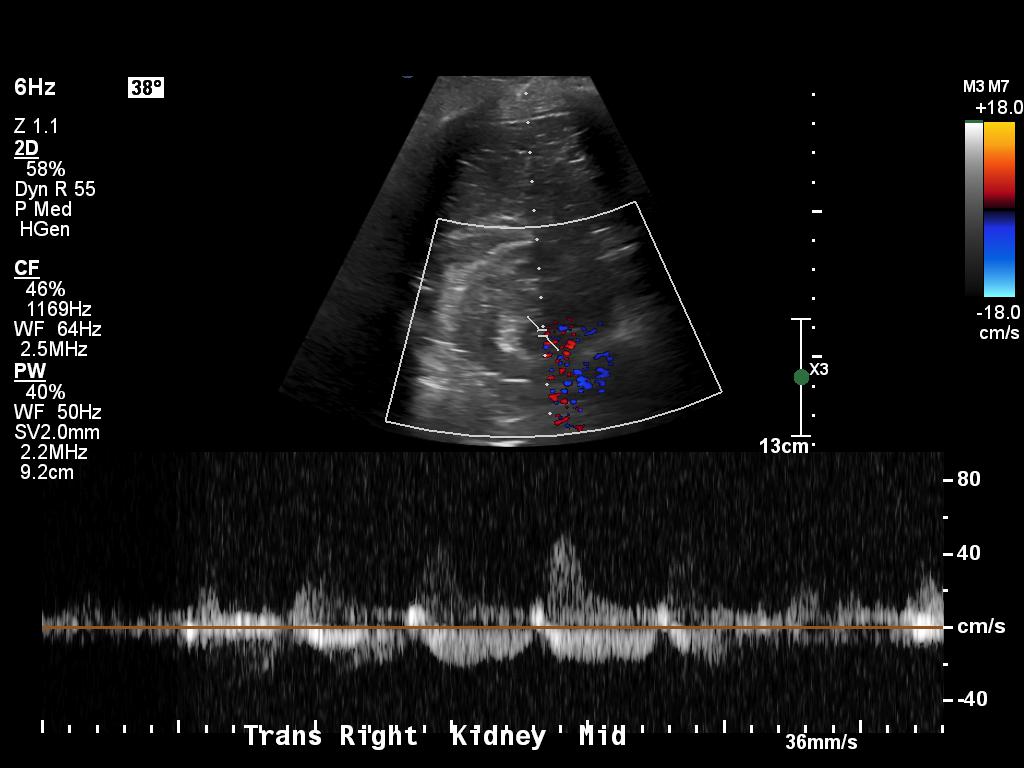 6Hz
38°
Z 1.1
2D
58%
Dyn R 55
P Med
HGen
CF
46%
1169Hz
WF 64Hz
2.5MHz
PW
40%
WF 50Hz
SV2.0mm
2.2MHz
9.2cm
M3 M7
+18.0
-18.0
cm/s
X3
13cm
80
40
cm/s
-40
Trans Right Kidney Mid
36mm/s